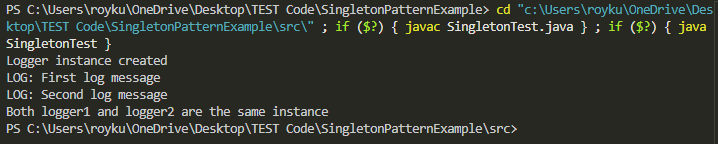 PS C:\Users\royku\OneDrive\Desktop\TEST Code\SingletonPatternExample> cd "c:\Users\royku\OneDrive\Des
ktop\TEST Code\SingletonPatternExample\src\" ; if ($?) { javac SingletonTest.java } ; if ($?) { java
SingletonTest }
Logger instance created
LOG: First log message
LOG: Second log message
Both logger1 and logger2 are the same instance
PS C:\Users\royku\OneDrive\Desktop\TEST Code\SingletonPatternExample\src>